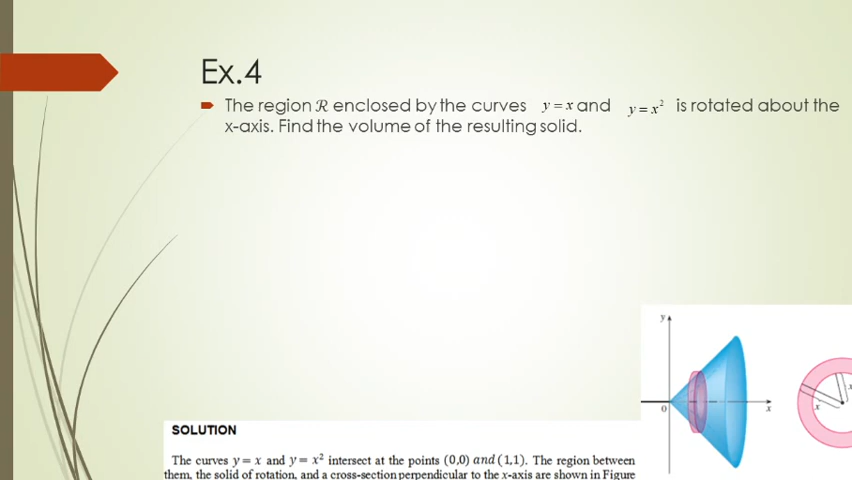 Ex.4
The region ℛ enclosed by the curves y = x and y = x² is rotated about the
x-axis. Find the volume of the resulting solid.
y
0
x
x
x
SOLUTION
The curves y = x and y = x² intersect at the points (0,0) and (1,1). The region between
them, the solid of rotation, and a cross-section perpendicular to the x-axis are shown in Figure